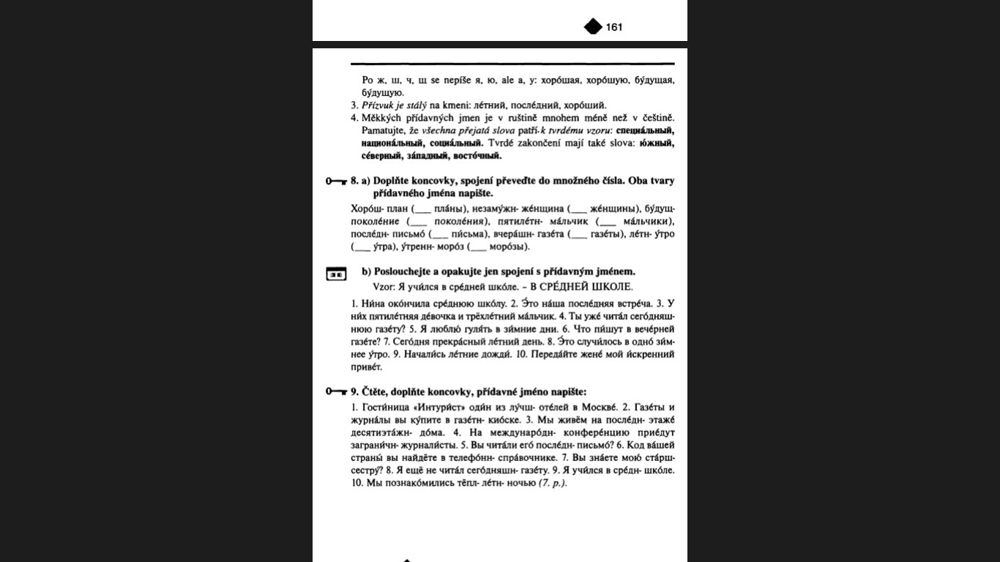 161
Po ж, ш, ч, щ se nepíše я, ю, ale а, у: хоро́шая, хоро́шую, бу́дущая,
бу́дущую.
3. Přízvuk je stálý na kmeni: ле́тний, после́дний, хоро́ший.
4. Měkkých přídavných jmen je v ruštině mnohem méně než v češtině.
Pamatujte, že všechna přejatá slova patří k tvrdému vzoru: специа́льный,
национа́льный, социа́льный. Tvrdé zakončení mají také slova: ю́жный,
се́верный, за́падный, восто́чный.
8. a) Doplňte koncovky, spojení převeďte do množného čísla. Oba tvary
přídavného jména napište.
Хоро́ш- план (___ пла́ны), незаму́жн- же́нщина (___ же́нщины), бу́дущ-
поколе́ние (___ поколе́ния), пятиле́тн- ма́льчик (___ ма́льчики),
после́дн- письмо́ (___ пи́сьма), вчера́шн- газе́та (___ газе́ты), ле́тн- у́тро
(___ у́тра), у́тренн- моро́з (___ моро́зы).
b) Poslouchejte a opakujte jen spojení s přídavným jménem.
Vzor: Я учи́лся в сре́дней шко́ле. – В СРЕ́ДНЕЙ ШКОЛЕ.
1. Ни́на око́нчила сре́днюю шко́лу. 2. Э́то на́ша после́дняя встре́ча. 3. У
ни́х пятиле́тняя де́вочка и трёхле́тний ма́льчик. 4. Ты уже́ чита́л сего́дняш-
нюю газе́ту? 5. Я люблю́ гуля́ть в зи́мние дни. 6. Что пи́шут в вече́рней
газе́те? 7. Сего́дня прекра́сный ле́тний день. 8. Э́то случи́лось в одно́ зи́м-
нее у́тро. 9. Начали́сь ле́тние дожди́. 10. Переда́йте жене́ мой и́скренний
приве́т.
9. Čtěte, doplňte koncovky, přídavné jméno napište:
1. Гости́ница «Интури́ст» оди́н из лу́чш- оте́лей в Москве́. 2. Газе́ты и
журна́лы вы ку́пите в газе́тн- кио́ске. 3. Мы живём на после́дн- этаже́
десятиэта́жн- до́ма. 4. На междунаро́дн- конфере́нцию прие́дут
заграни́чн- журнали́сты. 5. Вы чита́ли его́ после́дн- письмо́? 6. Код ва́шей
страны́ вы найдёте в телефо́нн- спра́вочнике. 7. Вы зна́ете мою́ ста́рш-
сестру́? 8. Я ещё не чита́л сего́дняшн- газе́ту. 9. Я учи́лся в сре́дн- шко́ле.
10. Мы познако́мились тёпл- ле́тн- ночью (7. p.).